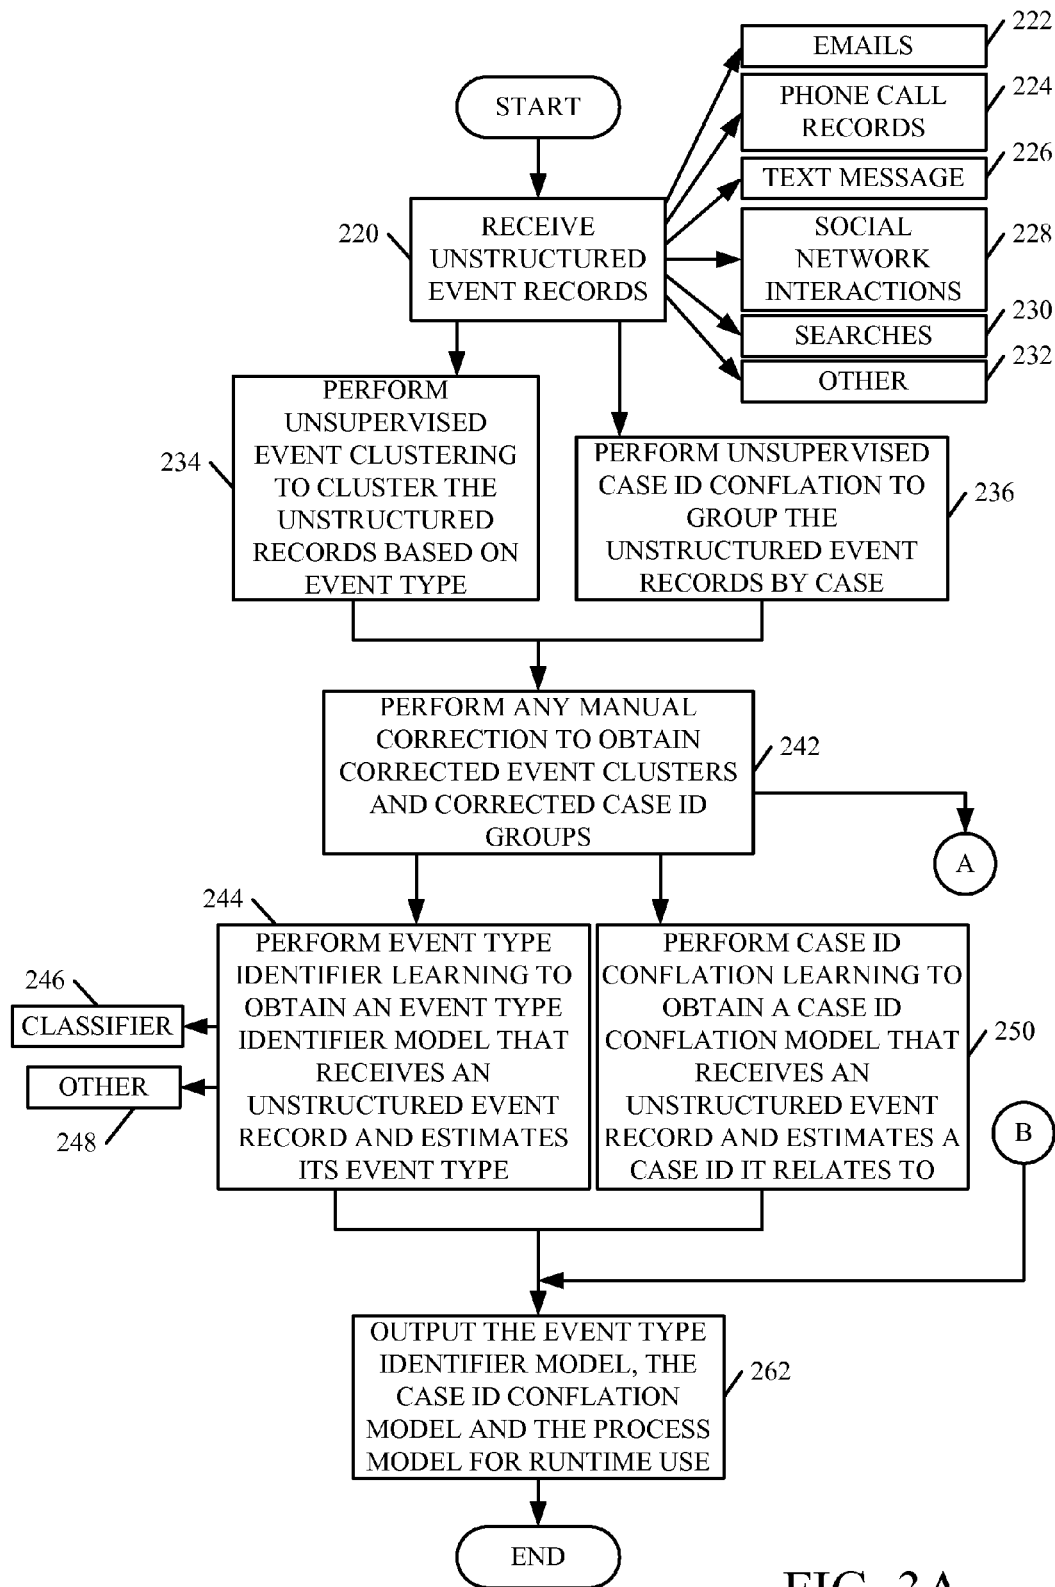 222
EMAILS
START
224
PHONE CALL
RECORDS
226
TEXT MESSAGE
220
RECEIVE
UNSTRUCTURED
EVENT RECORDS
228
SOCIAL
NETWORK
INTERACTIONS
230
SEARCHES
232
OTHER
234
PERFORM
UNSUPERVISED
EVENT CLUSTERING
TO CLUSTER THE
UNSTRUCTURED
RECORDS BASED ON
EVENT TYPE
PERFORM UNSUPERVISED
CASE ID CONFLATION TO
GROUP THE
UNSTRUCTURED EVENT
RECORDS BY CASE
236
PERFORM ANY MANUAL
CORRECTION TO OBTAIN
CORRECTED EVENT CLUSTERS
AND CORRECTED CASE ID
GROUPS
242
A
244
PERFORM EVENT TYPE
IDENTIFIER LEARNING TO
OBTAIN AN EVENT TYPE
IDENTIFIER MODEL THAT
RECEIVES AN
UNSTRUCTURED EVENT
RECORD AND ESTIMATES
ITS EVENT TYPE
246
CLASSIFIER
OTHER
248
PERFORM CASE ID
CONFLATION LEARNING TO
OBTAIN A CASE ID
CONFLATION MODEL THAT
RECEIVES AN
UNSTRUCTURED EVENT
RECORD AND ESTIMATES A
CASE ID IT RELATES TO
250
B
OUTPUT THE EVENT TYPE
IDENTIFIER MODEL, THE
CASE ID CONFLATION
MODEL AND THE PROCESS
MODEL FOR RUNTIME USE
262
END
FIG. 3A